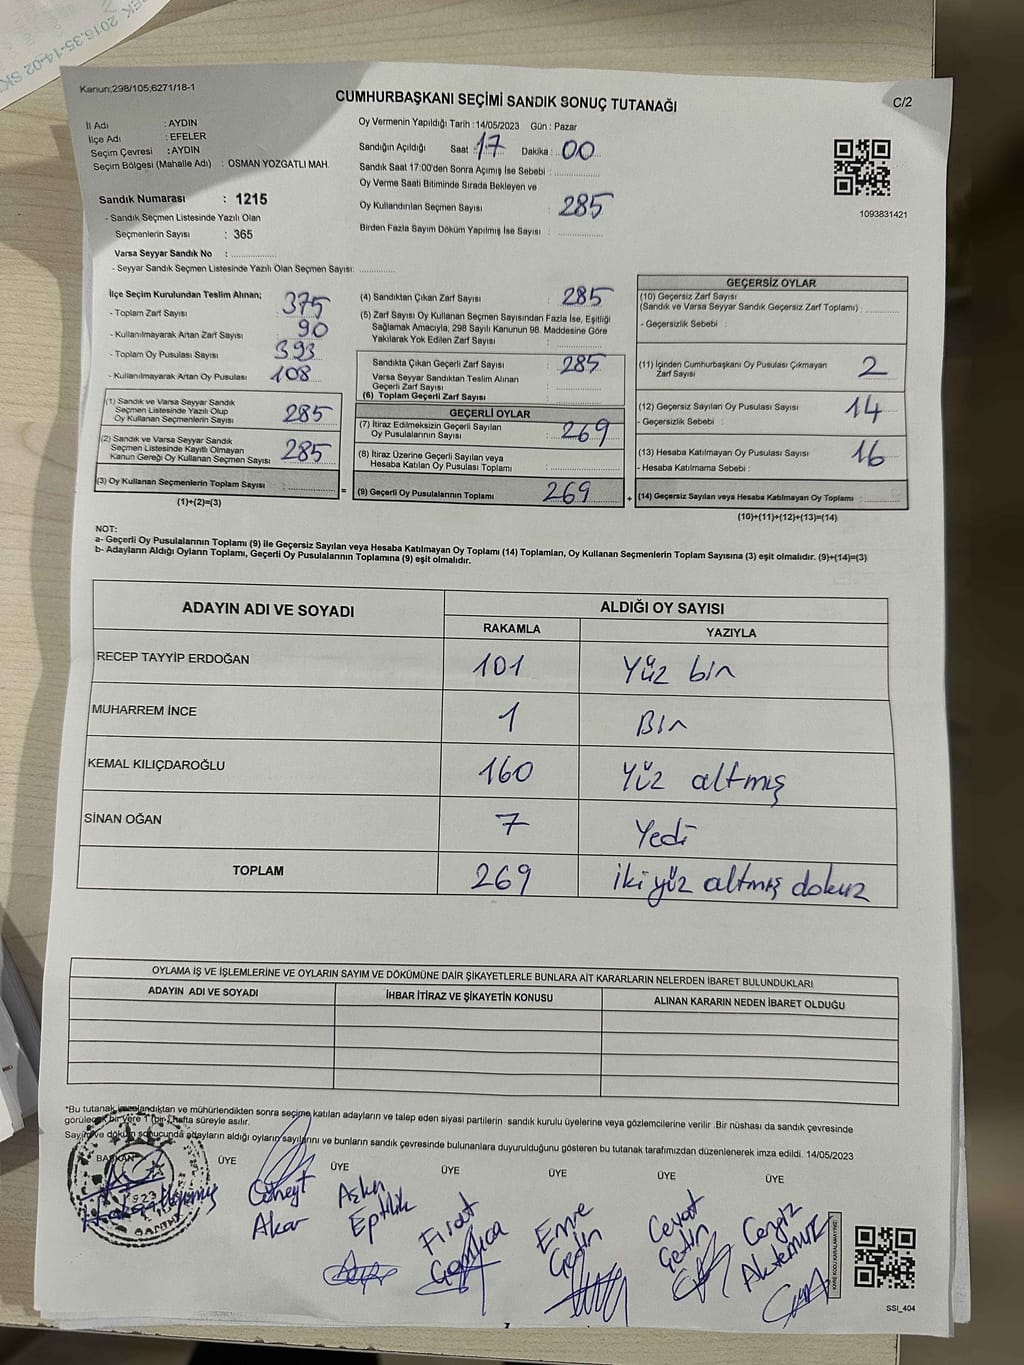 2016.35-14-02 SK
Kanun;298/105;6271/18-1
CUMHURBAŞKANI SEÇİMİ SANDIK SONUÇ TUTANAĞI
C/2
İl Adı : AYDIN
İlçe Adı : EFELER
Seçim Çevresi : AYDIN
Seçim Bölgesi (Mahalle Adı) : OSMAN YOZGATLI MAH.
Sandık Numarası : 1215
- Sandık Seçmen Listesinde Yazılı Olan
Seçmenlerin Sayısı : 365
Varsa Seyyar Sandık No :
- Seyyar Sandık Seçmen Listesinde Yazılı Olan Seçmen Sayısı:
Oy Vermenin Yapıldığı Tarih : 14/05/2023 Gün : Pazar
Sandığın Açıldığı Saat : 17 Dakika : 00
Sandık Saat 17:00'den Sonra Açımış İse Sebebi :
Oy Verme Saati Bitiminde Sırada Bekleyen ve
Oy Kullandırılan Seçmen Sayısı : 285
Birden Fazla Sayım Döküm Yapılmış İse Sayısı :
1093831421
İlçe Seçim Kurulundan Teslim Alınan;
- Toplam Zarf Sayısı : 375
- Kullanılmayarak Artan Zarf Sayısı : 90
- Toplam Oy Pusulası Sayısı : 393
- Kullanılmayarak Artan Oy Pusulası : 108
(1) Sandık ve Varsa Seyyar Sandık
Seçmen Listesinde Yazılı Olup
Oy Kullanan Seçmenlerin Sayısı : 285
(2) Sandık ve Varsa Seyyar Sandık
Seçmen Listesinde Kayıtlı Olmayan
Kanun Gereği Oy Kullanan Seçmen Sayısı : 285
(3) Oy Kullanan Seçmenlerin Toplam Sayısı :
(1)+(2)=(3)
=
(4) Sandıktan Çıkan Zarf Sayısı : 285
(5) Zarf Sayısı Oy Kullanan Seçmen Sayısından Fazla İse, Eşitliği
Sağlamak Amacıyla; 298 Sayılı Kanunun 98. Maddesine Göre
Yakılarak Yok Edilen Zarf Sayısı :
Sandıkta Çıkan Geçerli Zarf Sayısı : 285
Varsa Seyyar Sandıktan Teslim Alınan
Geçerli Zarf Sayısı :
(6) Toplam Geçerli Zarf Sayısı :
GEÇERLİ OYLAR
(7) İtiraz Edilmeksizin Geçerli Sayılan
Oy Pusulalarının Sayısı : 269
(8) İtiraz Üzerine Geçerli Sayılan veya
Hesaba Katılan Oy Pusulası Toplamı :
(9) Geçerli Oy Pusulalarının Toplamı 269
+
GEÇERSİZ OYLAR
(10) Geçersiz Zarf Sayısı
(Sandık ve Varsa Seyyar Sandık Geçersiz Zarf Toplamı) :
- Geçersizlik Sebebi :
(11) İçinden Cumhurbaşkanı Oy Pusulası Çıkmayan
Zarf Sayısı 2
(12) Geçersiz Sayılan Oy Pusulası Sayısı 14
- Geçersizlik Sebebi :
(13) Hesaba Katılmayan Oy Pusulası Sayısı 16
- Hesaba Katılmama Sebebi :
(14) Geçersiz Sayılan veya Hesaba Katılmayan Oy Toplamı :
(10)+(11)+(12)+(13)=(14)
NOT:
a- Geçerli Oy Pusulalarının Toplamı (9) ile Geçersiz Sayılan veya Hesaba Katılmayan Oy Toplamı (14) Toplamları, Oy Kullanan Seçmenlerin Toplam Sayısına (3) eşit olmalıdır. (9)+(14)=(3)
b- Adayların Aldığı Oyların Toplamı, Geçerli Oy Pusulalarının Toplamına (9) eşit olmalıdır.
ADAYIN ADI VE SOYADI ALDIĞI OY SAYISI
RAKAMLA YAZIYLA
RECEP TAYYİP ERDOĞAN 101 Yüz bir
MUHARREM İNCE 1 Bir
KEMAL KILIÇDAROĞLU 160 Yüz altmış
SİNAN OĞAN 7 Yedi
TOPLAM 269 iki yüz altmış dokuz
OYLAMA İŞ VE İŞLEMLERİNE VE OYLARIN SAYIM VE DÖKÜMÜNE DAİR ŞİKAYETLERLE BUNLARA AİT KARARLARIN NELERDEN İBARET BULUNDUKLARI
ADAYIN ADI VE SOYADI İHBAR İTİRAZ VE ŞİKAYETİN KONUSU ALINAN KARARIN NEDEN İBARET OLDUĞU
*Bu tutanak imzalandıktan ve mühürlendikten sonra seçime katılan adayların ve talep eden siyasi partilerin sandık kurulu üyelerine veya gözlemcilerine verilir .Bir nüshası da sandık çevresinde
görülecek bir yere 1 (bir) hafta süreyle asılır.
Sayım ve döküm sonucunda adayların aldığı oyların sayılarını ve bunların sandık çevresinde bulunanlara duyurulduğunu gösteren bu tutanak tarafımızdan düzenlenerek imza edildi. 14/05/2023
BAŞKAN ÜYE ÜYE ÜYE ÜYE ÜYE ÜYE
Cüneyt
Akar
Aslın
Eptilik
Fırat
Gamlıca
Emre
Çetin
Cevat
Çetin
Cengiz
Aktemur
SSI_404